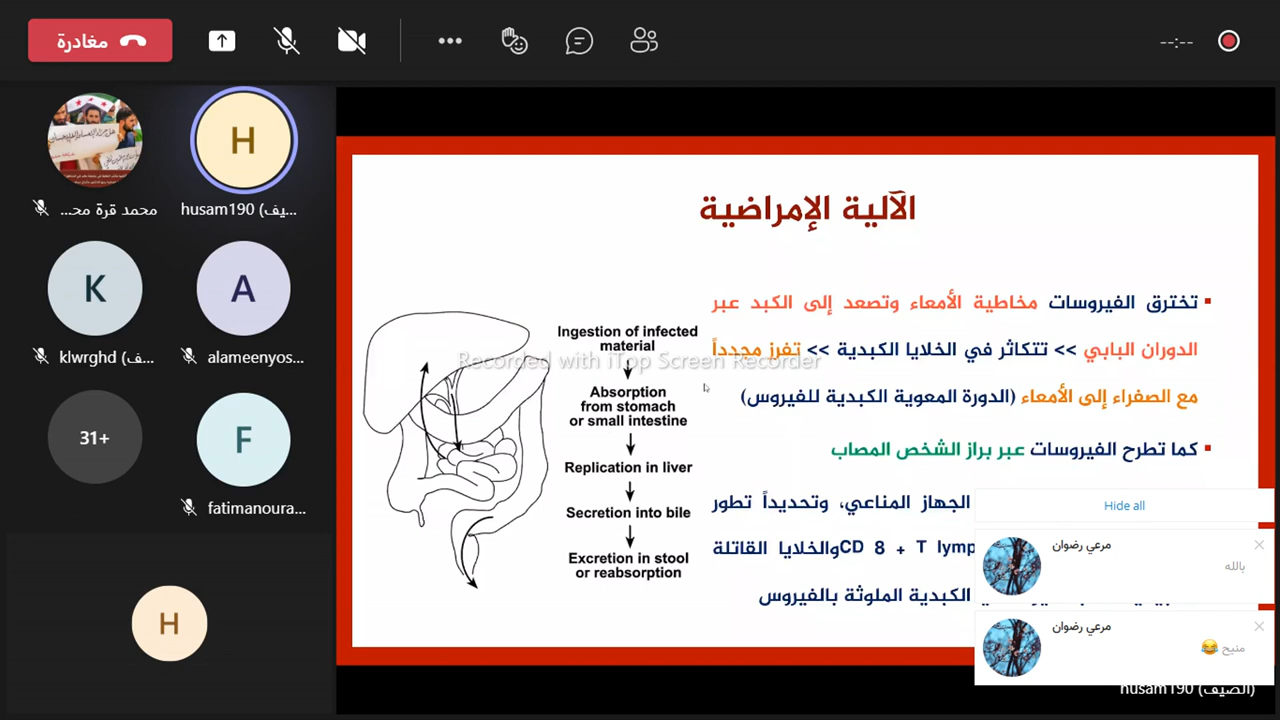 مغادرة
--:--
محمد قرة محـ...
husam190 (يف...
klwrghd (ف...
alameenyos...
31+
fatimanoura...
H
K
A
F
H
الآلية الإمراضية
تخترق الفيروسات مخاطية الأمعاء وتصعد إلى الكبد عبر
الدوران البابي >> تتكاثر في الخلايا الكبدية >> تفرز مجدداً
مع الصفراء إلى الأمعاء (الدورة المعوية الكبدية للفيروس)
كما تطرح الفيروسات عبر براز الشخص المصاب
الجهاز المناعي، وتحديداً تطور
CD 8 + T lymp والخلايا القاتلة
الكبدية الملوثة بالفيروس
Ingestion of infected
material
Absorption
from stomach
or small intestine
Replication in liver
Secretion into bile
Excretion in stool
or reabsorption
Recorded with iTop Screen Recorder
Hide all
مرعي رضوان
بالله
مرعي رضوان
منيح 😂
husam190 (الضيف)